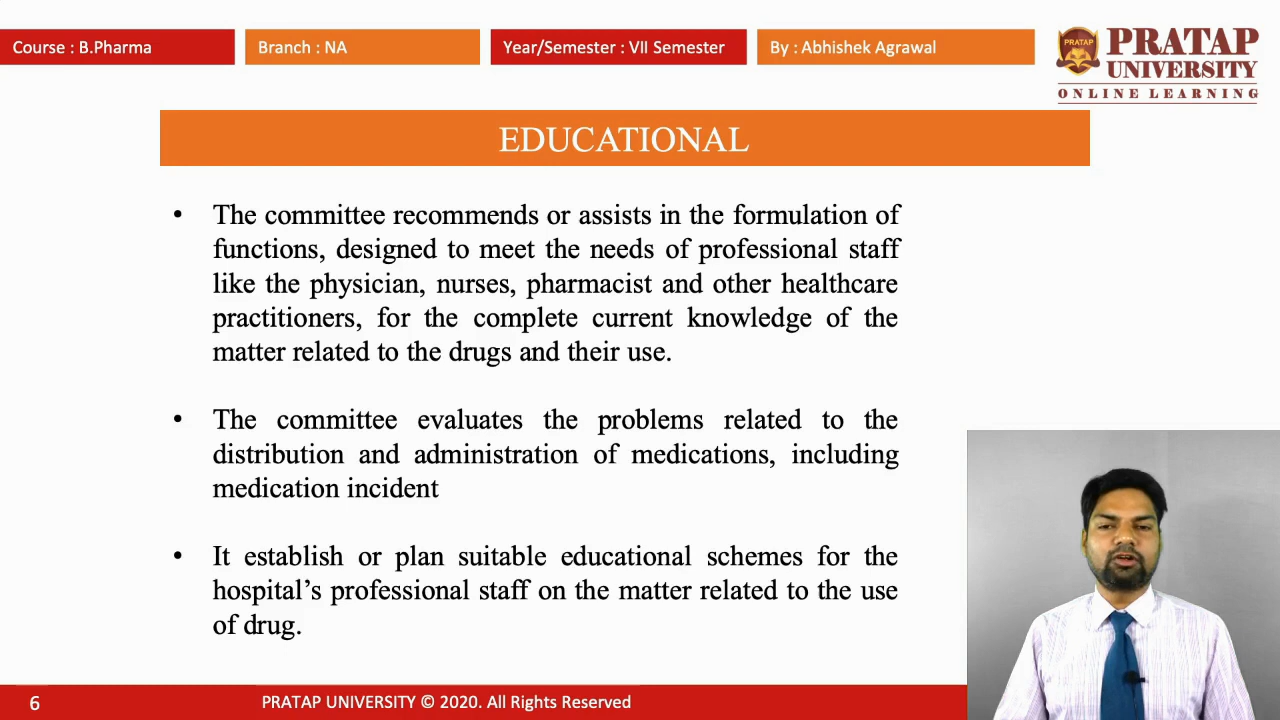 Course : B.Pharma
Branch : NA
Year/Semester : VII Semester
By : Abhishek Agrawal
PRATAP
PRATAP
UNIVERSITY
ONLINE LEARNING
EDUCATIONAL
• The committee recommends or assists in the formulation of
functions, designed to meet the needs of professional staff
like the physician, nurses, pharmacist and other healthcare
practitioners, for the complete current knowledge of the
matter related to the drugs and their use.
• The committee evaluates the problems related to the
distribution and administration of medications, including
medication incident
• It establish or plan suitable educational schemes for the
hospital’s professional staff on the matter related to the use
of drug.
6
PRATAP UNIVERSITY © 2020. All Rights Reserved